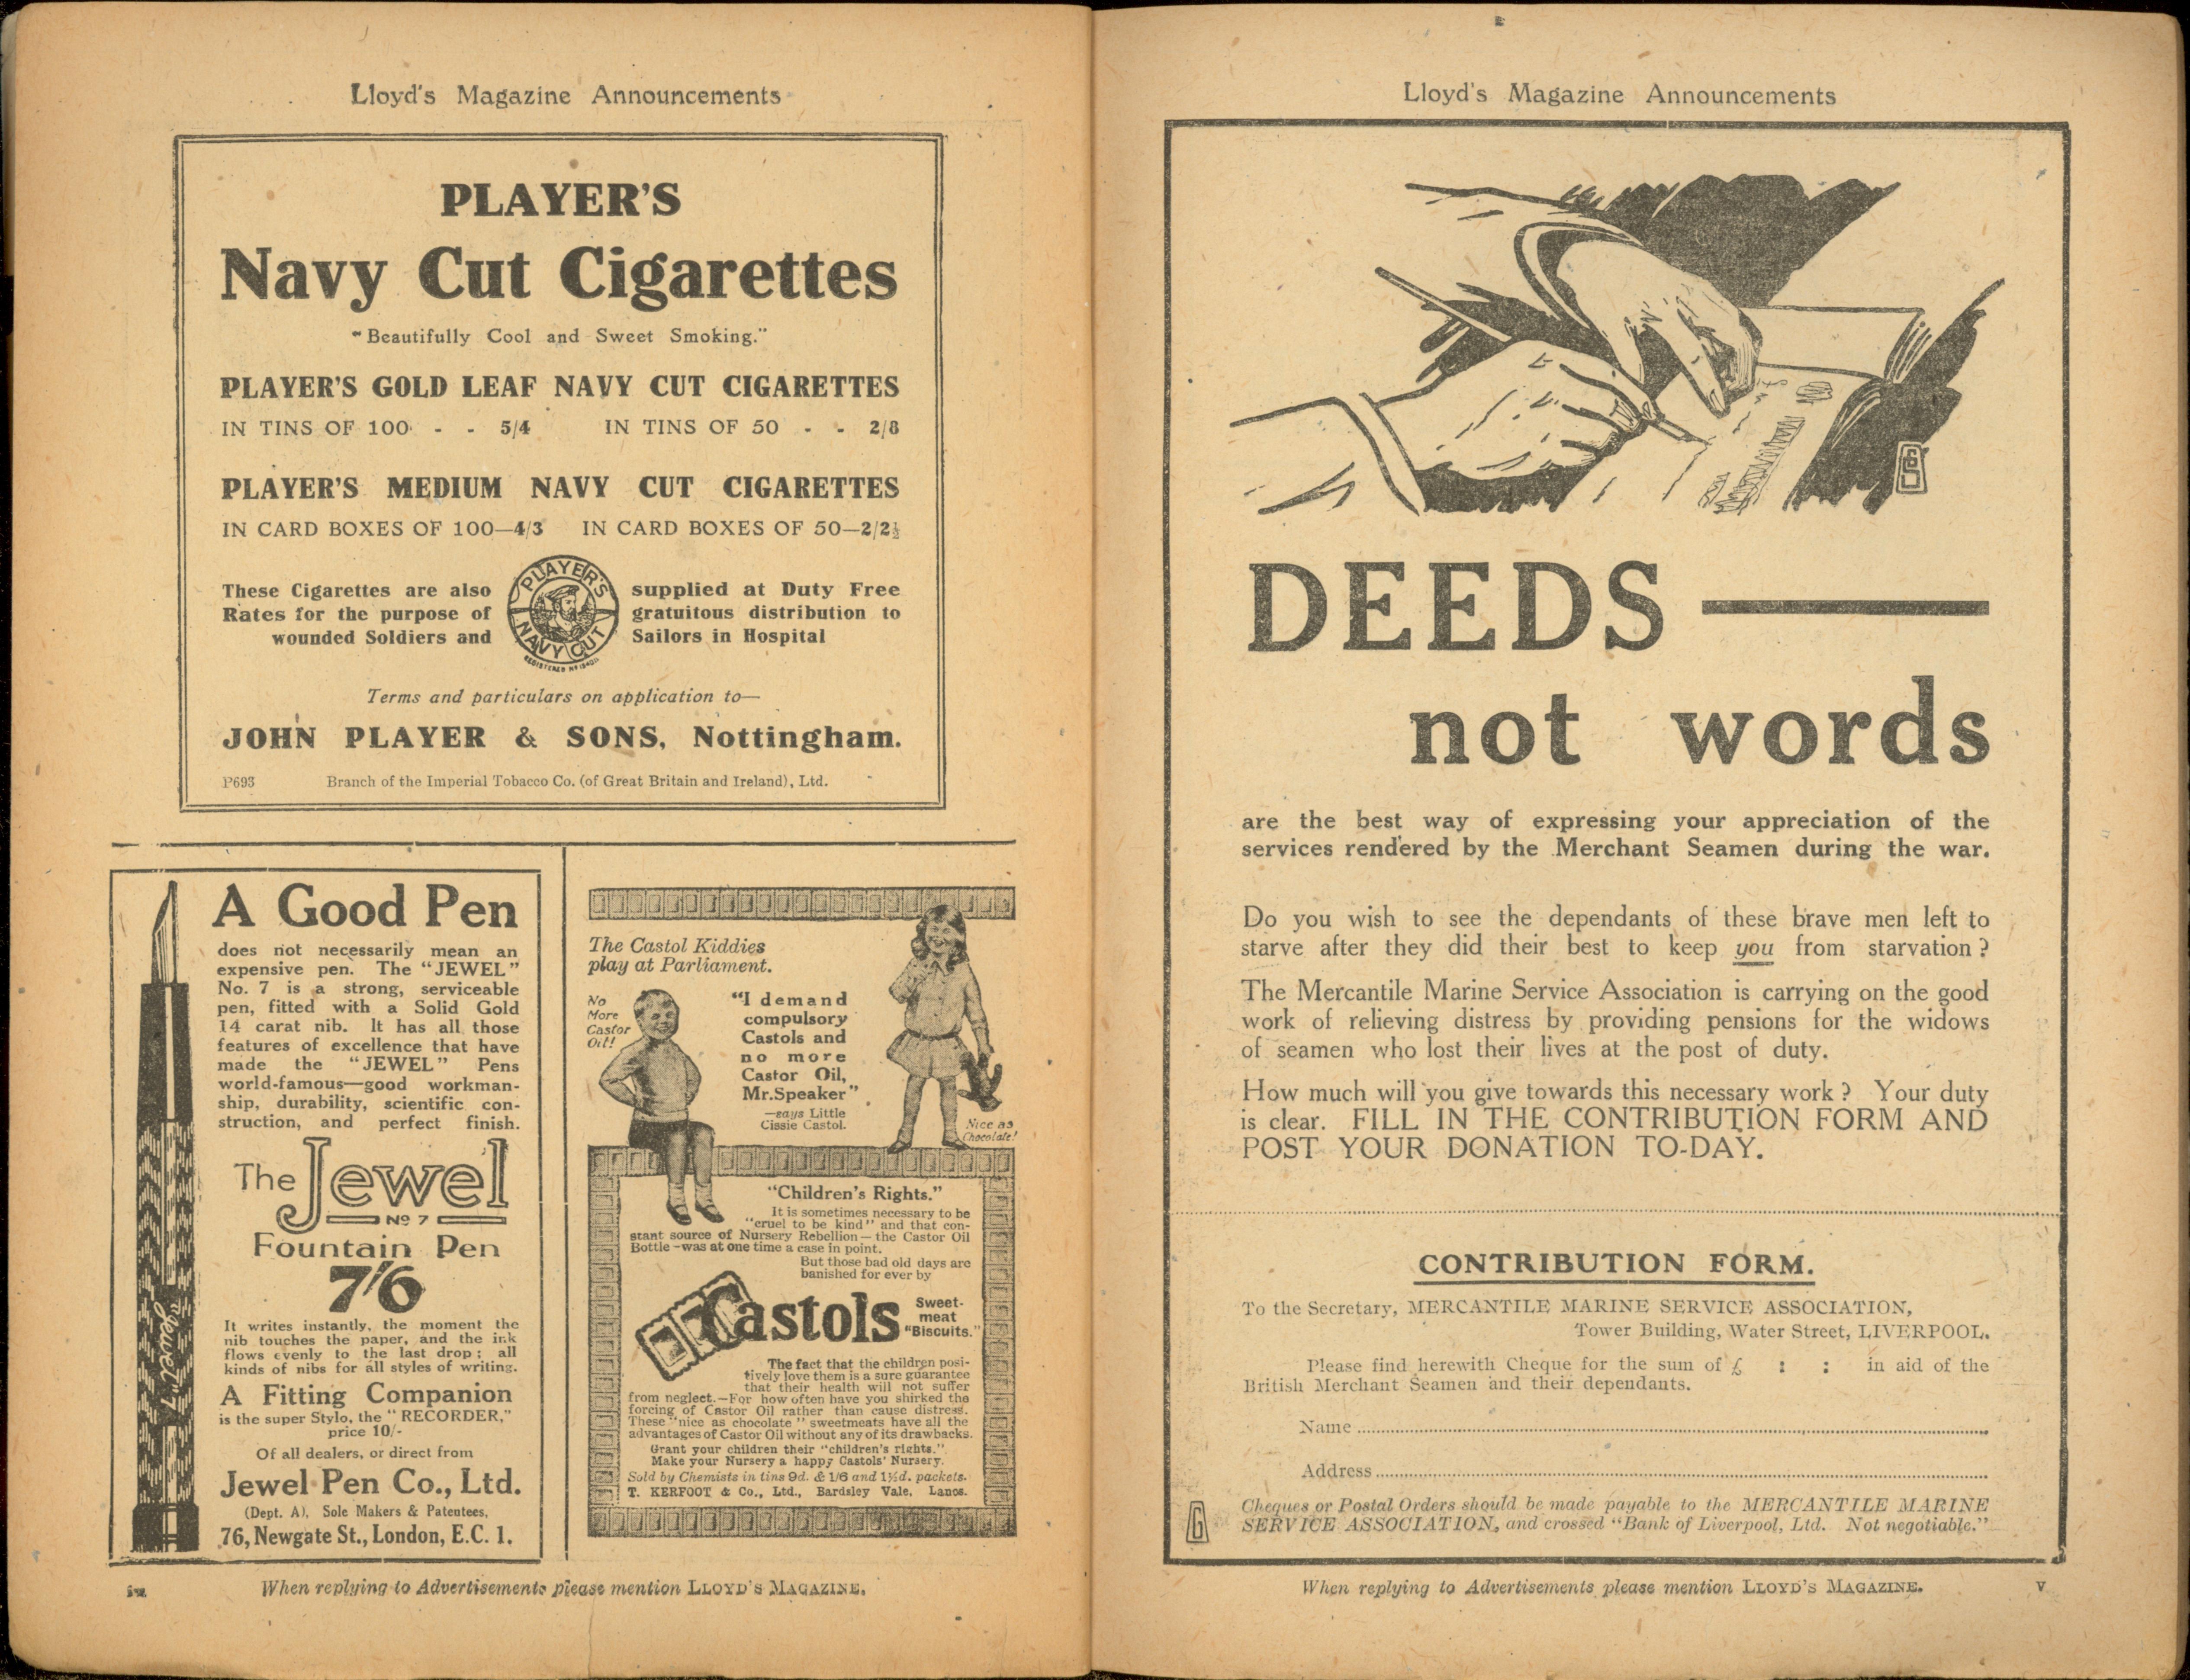 Lloyd's Magazine Announcements
PLAYER'S
Navy Cut Cigarettes
"Beautifully Cool and Sweet Smoking."
PLAYER'S GOLD LEAF NAVY CUT CIGARETTES
IN TINS OF 100 - - 5/4 IN TINS OF 50 - - 2/8
PLAYER'S MEDIUM NAVY CUT CIGARETTES
IN CARD BOXES OF 100—4/3 IN CARD BOXES OF 50—2/2½
These Cigarettes are also supplied at Duty Free
Rates for the purpose of gratuitous distribution to
wounded Soldiers and Sailors in Hospital
PLAYER'S
NAVY CUT
Terms and particulars on application to—
JOHN PLAYER & SONS, Nottingham.
P693 Branch of the Imperial Tobacco Co. (of Great Britain and Ireland), Ltd.
A Good Pen
does not necessarily mean an
expensive pen. The "JEWEL"
No. 7 is a strong, serviceable
pen, fitted with a Solid Gold
14 carat nib. It has all those
features of excellence that have
made the "JEWEL" Pens
world-famous—good workman-
ship, durability, scientific con-
struction, and perfect finish.
The Jewel
No 7
Fountain Pen
7/6
It writes instantly, the moment the
nib touches the paper, and the ink
flows evenly to the last drop; all
kinds of nibs for all styles of writing.
A Fitting Companion
is the super Stylo, the "RECORDER,"
price 10/-
Of all dealers, or direct from
Jewel Pen Co., Ltd.
(Dept. A), Sole Makers & Patentees,
76, Newgate St., London, E.C. 1.
"Jewel" 7
The Castol Kiddies
play at Parliament.
No
More
Castor
Oil!
"I demand
compulsory
Castols and
no more
Castor Oil,
Mr. Speaker"
—says Little
Cissie Castol.
Nice as
Chocolate!
"Children's Rights."
It is sometimes necessary to be
"cruel to be kind" and that con-
stant source of Nursery Rebellion—the Castor Oil
Bottle—was at one time a case in point.
But those bad old days are
banished for ever by
Castols
Sweet-
meat
"Biscuits."
The fact that the children posi-
tively love them is a sure guarantee
that their health will not suffer
from neglect.—For how often have you shirked the
forcing of Castor Oil rather than cause distress.
These "nice as chocolate" sweetmeats have all the
advantages of Castor Oil without any of its drawbacks.
Grant your children their "children's rights."
Make your Nursery a happy Castols' Nursery.
Sold by Chemists in tins 9d. & 1/6 and 1½d. packets.
T. KERFOOT & Co., Ltd., Bardsley Vale, Lancs.
iv. When replying to Advertisements please mention LLOYD'S MAGAZINE.
Lloyd's Magazine Announcements
DEEDS—
not words
are the best way of expressing your appreciation of the
services rendered by the Merchant Seamen during the war.
Do you wish to see the dependants of these brave men left to
starve after they did their best to keep you from starvation?
The Mercantile Marine Service Association is carrying on the good
work of relieving distress by providing pensions for the widows
of seamen who lost their lives at the post of duty.
How much will you give towards this necessary work? Your duty
is clear. FILL IN THE CONTRIBUTION FORM AND
POST YOUR DONATION TO-DAY.
CONTRIBUTION FORM.
To the Secretary, MERCANTILE MARINE SERVICE ASSOCIATION,
Tower Building, Water Street, LIVERPOOL.
Please find herewith Cheque for the sum of £ : : in aid of the
British Merchant Seamen and their dependants.
Name
Address
G
Cheques or Postal Orders should be made payable to the MERCANTILE MARINE
SERVICE ASSOCIATION, and crossed "Bank of Liverpool, Ltd. Not negotiable."
When replying to Advertisements please mention LLOYD'S MAGAZINE. v